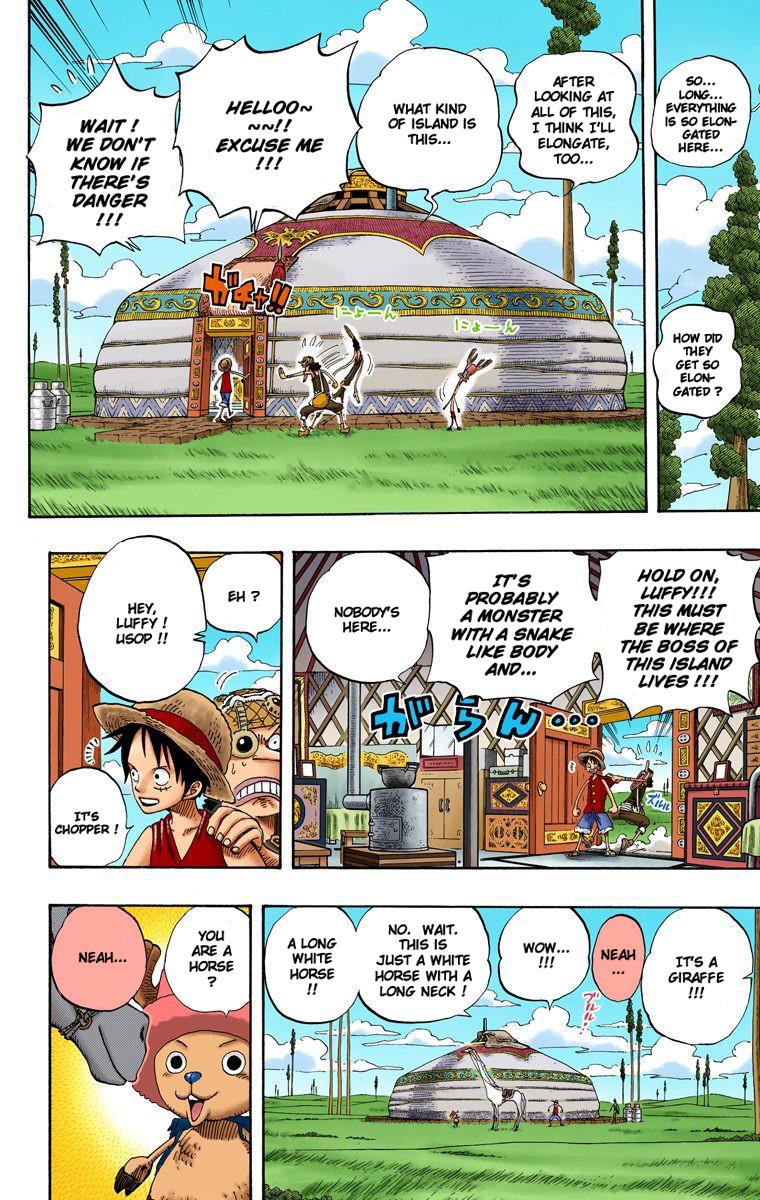 SO...
LONG...
EVERYTHING
IS SO ELON-
GATED
HERE...
HOW DID
THEY
GET SO
ELON-
GATED ?
AFTER
LOOKING AT
ALL OF THIS,
I THINK I'LL
ELONGATE,
TOO...
WHAT KIND
OF ISLAND IS
THIS...
HELLOO~
~~!!
EXCUSE ME
!!!
WAIT !
WE DON'T
KNOW IF
THERE'S
DANGER
!!!
ガチャ!!
にょーん
にょーん
HOLD ON,
LUFFY!!!
THIS MUST
BE WHERE
THE BOSS OF
THIS ISLAND
LIVES !!!
IT'S
PROBABLY
A MONSTER
WITH A SNAKE
LIKE BODY
AND...
NOBODY'S
HERE...
がらん...
ズルル
EH ?
HEY,
LUFFY !
USOP !!
IT'S
CHOPPER !
IT'S A
GIRAFFE
!!!
NEAH
...
WOW...
!!!
NO. WAIT.
THIS IS
JUST A WHITE
HORSE WITH A
LONG NECK !
A LONG
WHITE
HORSE
!!
YOU
ARE A
HORSE
?
NEAH...